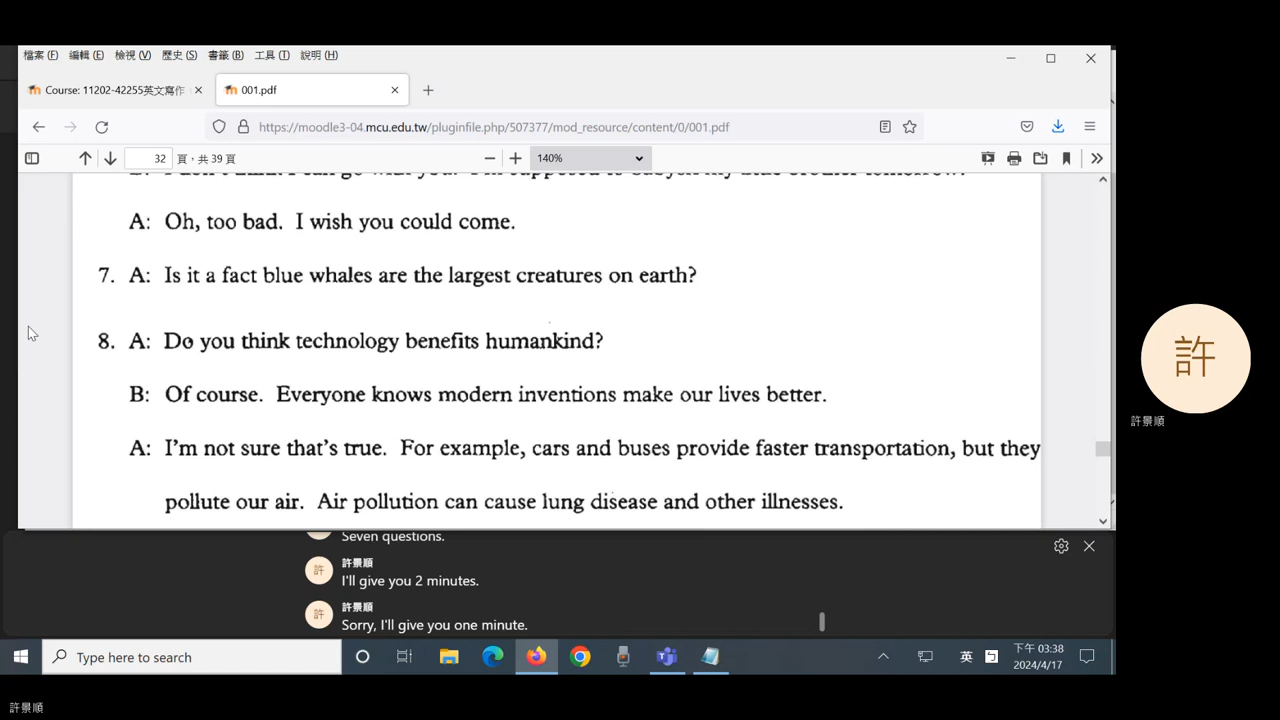 檔案(F) 編輯(E) 檢視(V) 歷史(S) 書籤(B) 工具(T) 說明(H)
Course: 11202-42255英文寫作
001.pdf
https://moodle3-04.mcu.edu.tw/pluginfile.php/507377/mod_resource/content/0/001.pdf
32 頁，共 39 頁
140%
A: Oh, too bad. I wish you could come.
7. A: Is it a fact blue whales are the largest creatures on earth?
8. A: Do you think technology benefits humankind?
B: Of course. Everyone knows modern inventions make our lives better.
A: I'm not sure that's true. For example, cars and buses provide faster transportation, but they
pollute our air. Air pollution can cause lung disease and other illnesses.
Seven questions.
許 許景順
I'll give you 2 minutes.
許 許景順
Sorry, I'll give you one minute.
Type here to search
英
下午 03:38
2024/4/17
許
許景順
許景順